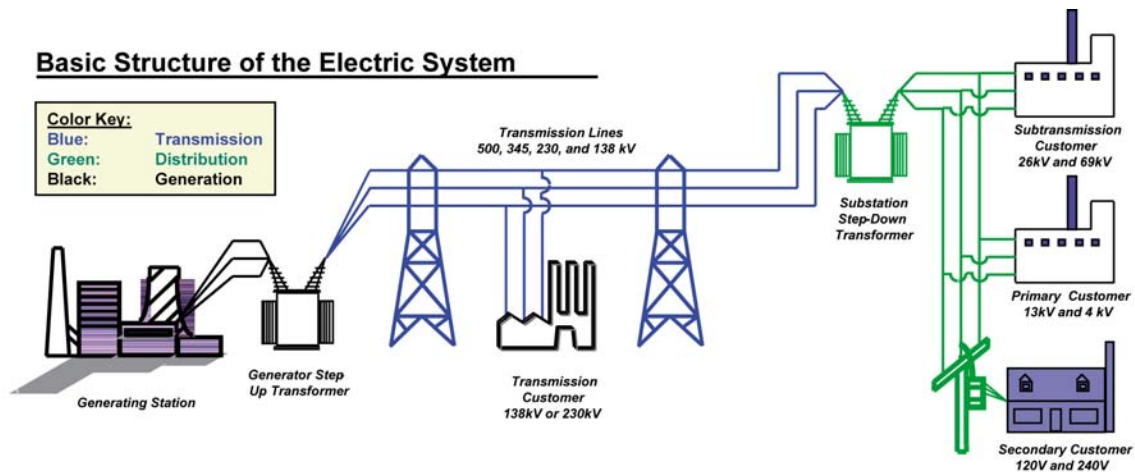 Basic Structure of the Electric System
Color Key:
Blue: Transmission
Green: Distribution
Black: Generation
Transmission Lines
500, 345, 230, and 138 kV
Substation
Step-Down
Transformer
Subtransmission
Customer
26kV and 69kV
Primary Customer
13kV and 4 kV
Generating Station
Generator Step
Up Transformer
Transmission
Customer
138kV or 230kV
Secondary Customer
120V and 240V